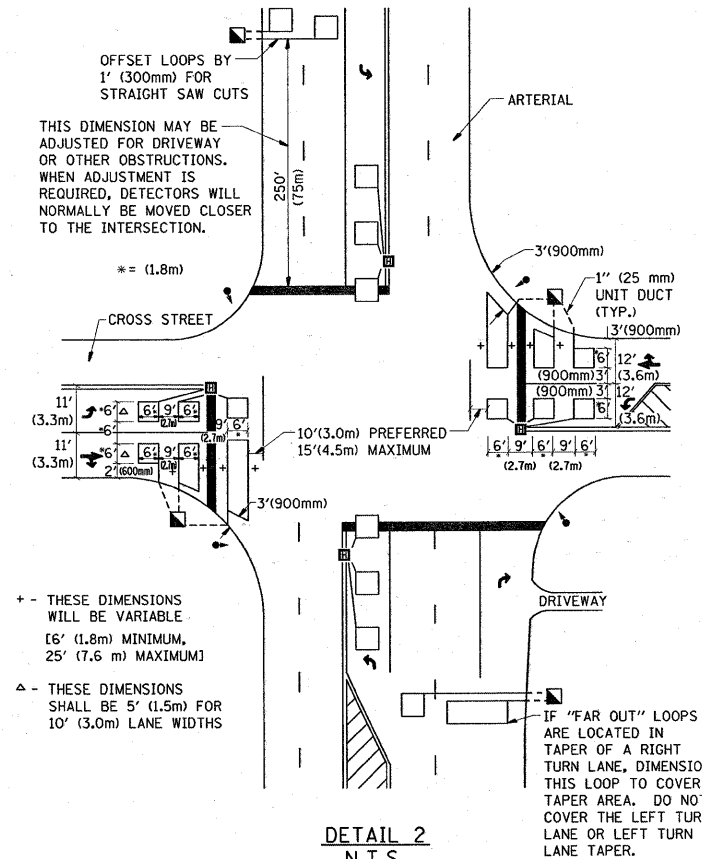 OFFSET LOOPS BY
1' (300mm) FOR
STRAIGHT SAW CUTS
THIS DIMENSION MAY BE
ADJUSTED FOR DRIVEWAY
OR OTHER OBSTRUCTIONS.
WHEN ADJUSTMENT IS
REQUIRED, DETECTORS WILL
NORMALLY BE MOVED CLOSER
TO THE INTERSECTION.
250'
(75m)
ARTERIAL
* = (1.8m)
3'(900mm)
1'' (25 mm)
UNIT DUCT
(TYP.)
CROSS STREET
3'(900mm)
*6' 12'
(900mm) 3' (3.6m)
(900mm) 3' 12'
*6'
(3.6m)
6' 9' 6' 9' 6'
* (2.7m) * (2.7m) *
11'
(3.3m)
*6' △ 6' 9' 6'
* (2.7m) *
*6'
9' 6'
(2.7m) *
11'
(3.3m)
*6' △ 6' 9' 6'
* (2.7m) *
2' (600mm)
10'(3.0m) PREFERRED
15'(4.5m) MAXIMUM
3'(900mm)
+ - THESE DIMENSIONS
WILL BE VARIABLE
[6' (1.8m) MINIMUM,
25' (7.6 m) MAXIMUM]
△ - THESE DIMENSIONS
SHALL BE 5' (1.5m) FOR
10' (3.0m) LANE WIDTHS
DRIVEWAY
IF "FAR OUT" LOOPS
ARE LOCATED IN
TAPER OF A RIGHT
TURN LANE, DIMENSIO
THIS LOOP TO COVER
TAPER AREA. DO NO
COVER THE LEFT TUR
LANE OR LEFT TURN
LANE TAPER.
DETAIL 2
N.T.S.